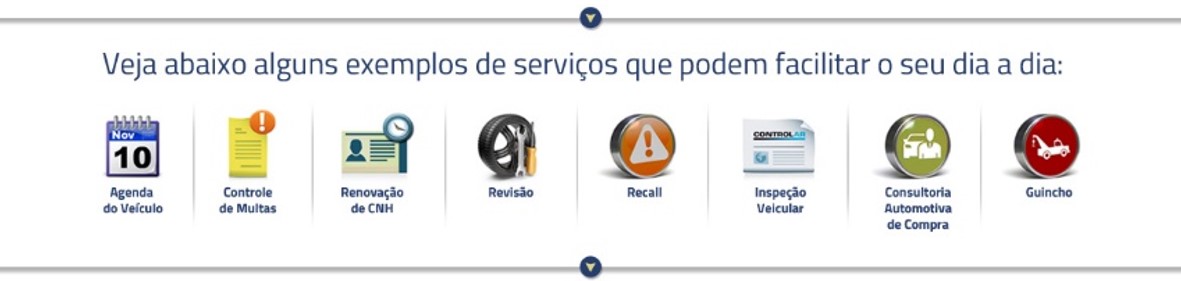 Veja abaixo alguns exemplos de serviços que podem facilitar o seu dia a dia:
Nov
10
Agenda
do Veículo
Controle
de Multas
Renovação
de CNH
Revisão
Recall
CONTROLAR
Inspeção
Veicular
Consultoria
Automotiva
de Compra
Guincho